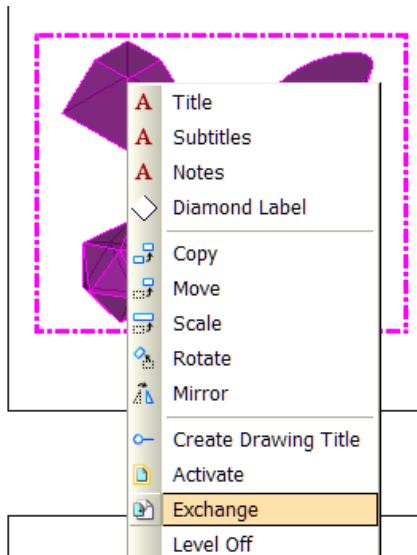 A Title
A Subtitles
A Notes
Diamond Label
Copy
Move
Scale
Rotate
Mirror
Create Drawing Title
Activate
Exchange
Level Off